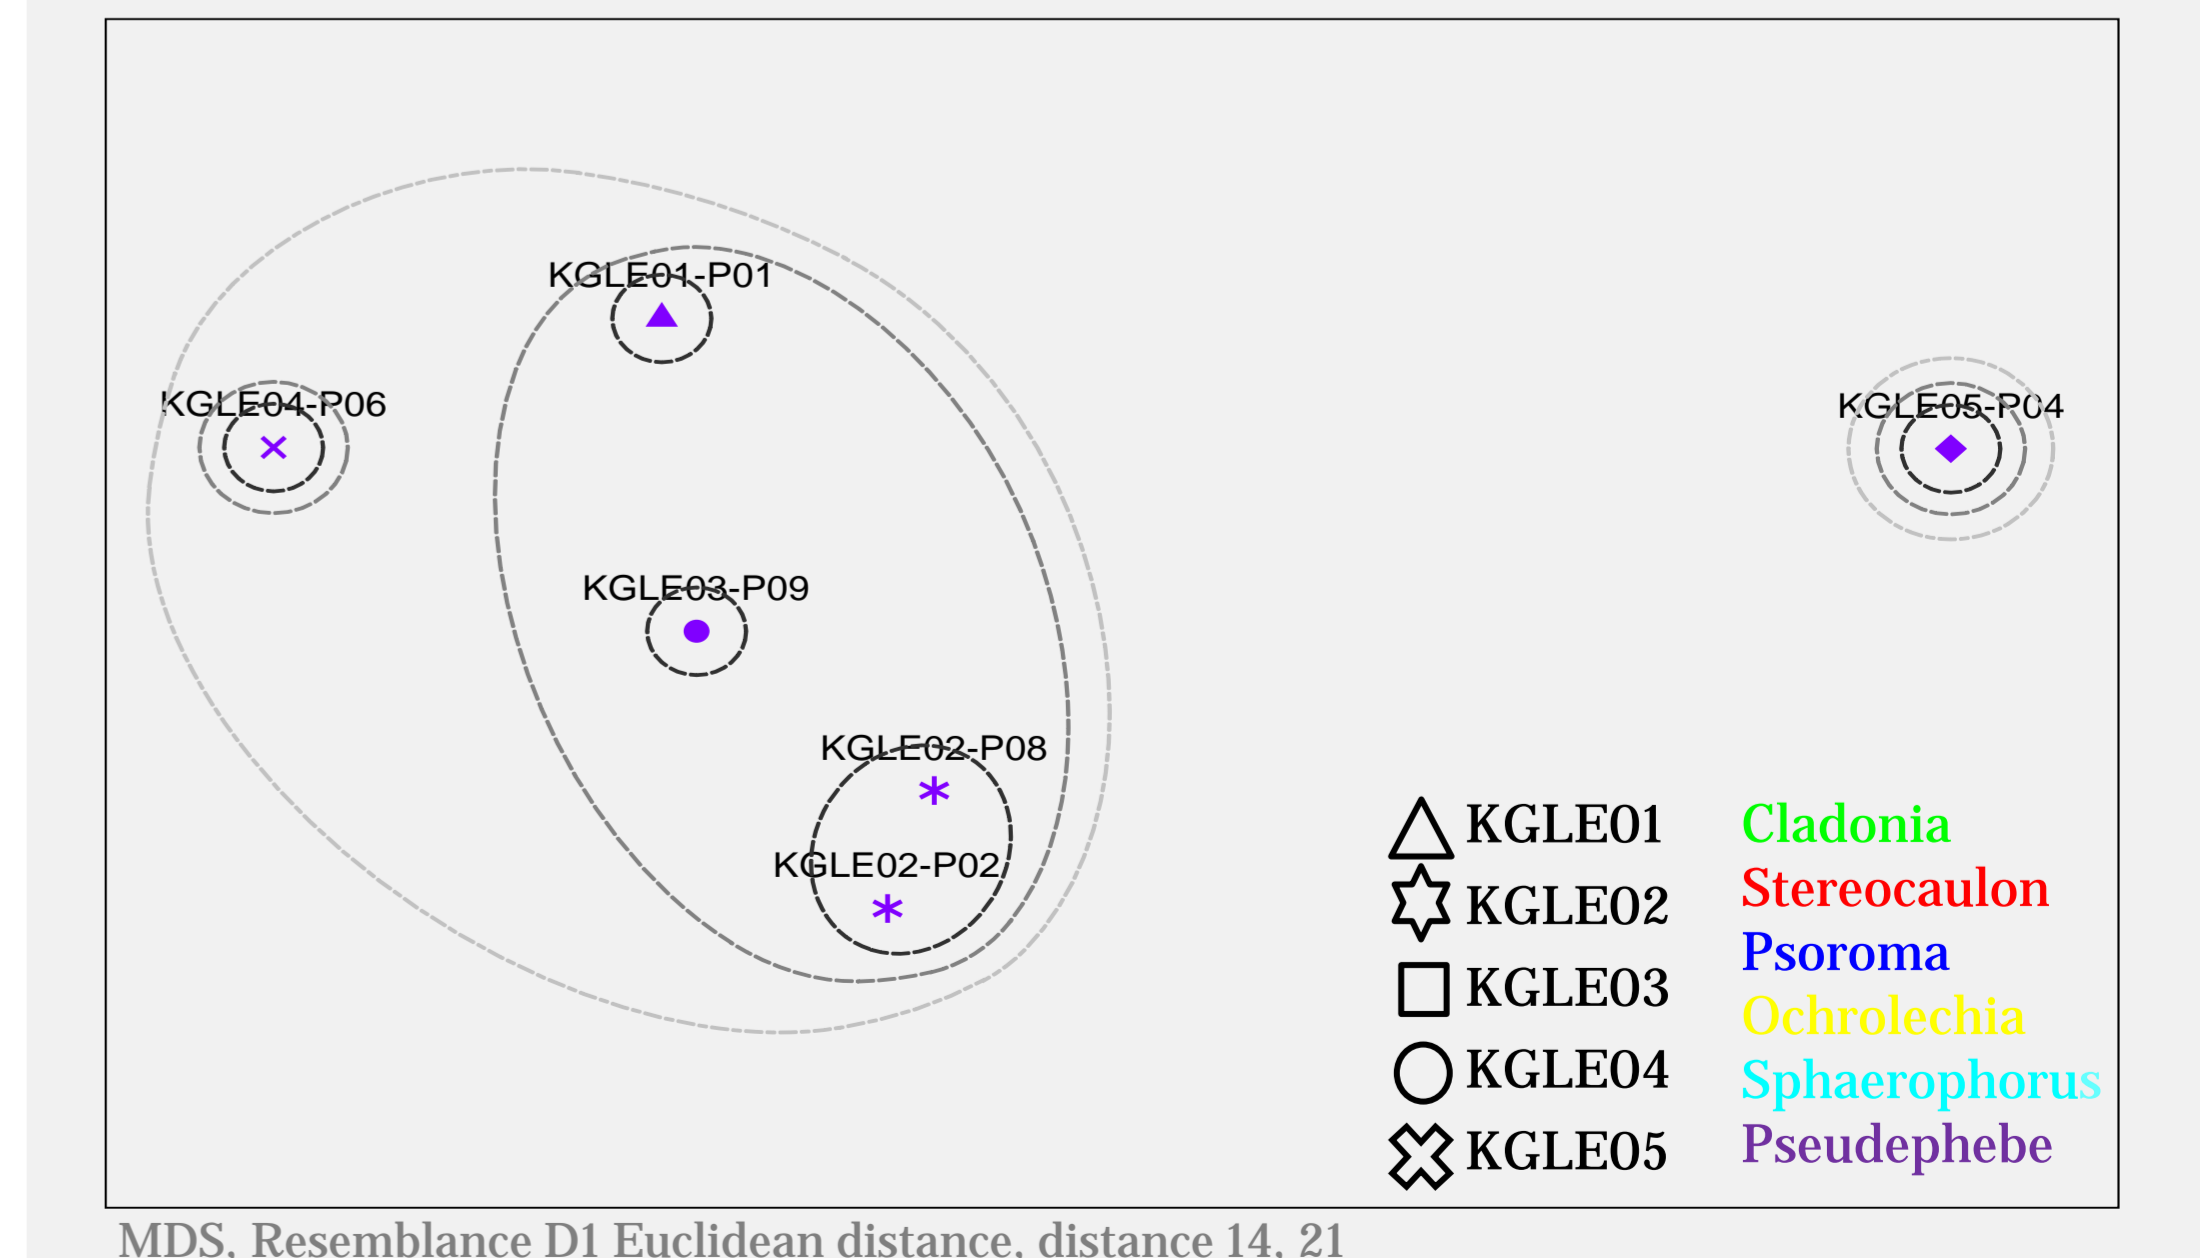 KGLE01-P01
KGLE04-P06
KGLE05-P04
KGLE03-P09
KGLE02-P08
KGLE02-P02
KGLE01
KGLE02
KGLE03
KGLE04
KGLE05
Cladonia
Stereocaulon
Psoroma
Ochrolechia
Sphaerophorus
Pseudephebe
MDS, Resemblance D1 Euclidean distance, distance 14, 21